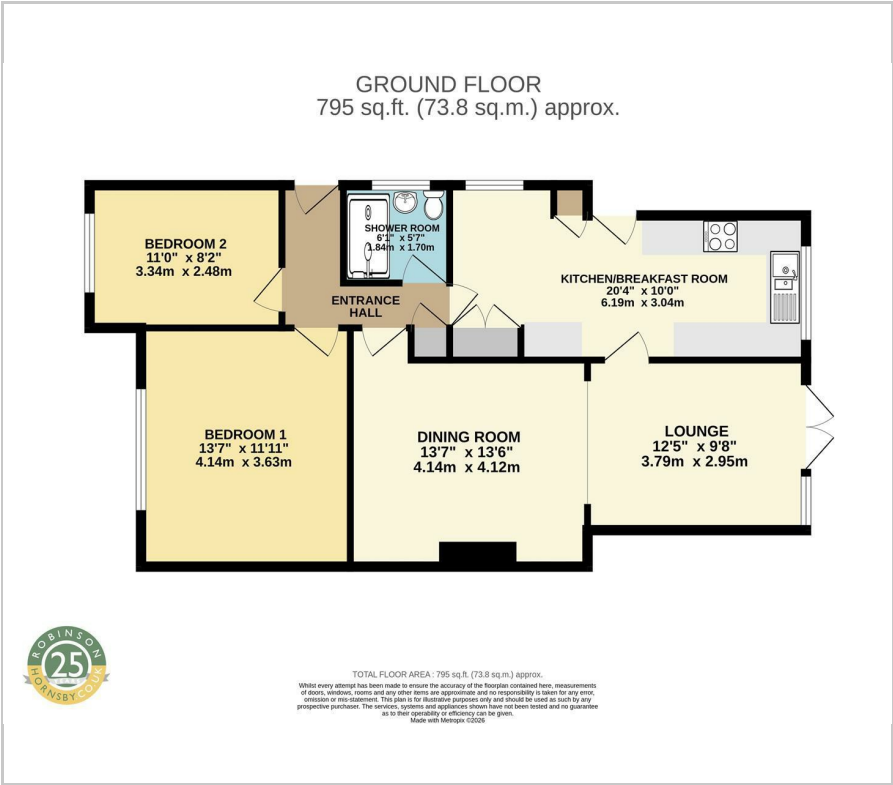 GROUND FLOOR
795 sq.ft. (73.8 sq.m.) approx.
BEDROOM 2
11'0" x 8'2"
3.34m x 2.48m
SHOWER ROOM
6'1" x 5'7"
1.84m x 1.70m
KITCHEN/BREAKFAST ROOM
20'4" x 10'0"
6.19m x 3.04m
ENTRANCE
HALL
BEDROOM 1
13'7" x 11'11"
4.14m x 3.63m
DINING ROOM
13'7" x 13'6"
4.14m x 4.12m
LOUNGE
12'5" x 9'8"
3.79m x 2.95m
ROBINSON
25
HORNSBY.CO.UK
TOTAL FLOOR AREA : 795 sq.ft. (73.8 sq.m.) approx.
Whilst every attempt has been made to ensure the accuracy of the floorplan contained here, measurements
of doors, windows, rooms and any other items are approximate and no responsibility is taken for any error,
omission or mis-statement. This plan is for illustrative purposes only and should be used as such by any
prospective purchaser. The services, systems and appliances shown have not been tested and no guarantee
as to their operability or efficiency can be given.
Made with Metropix ©2026